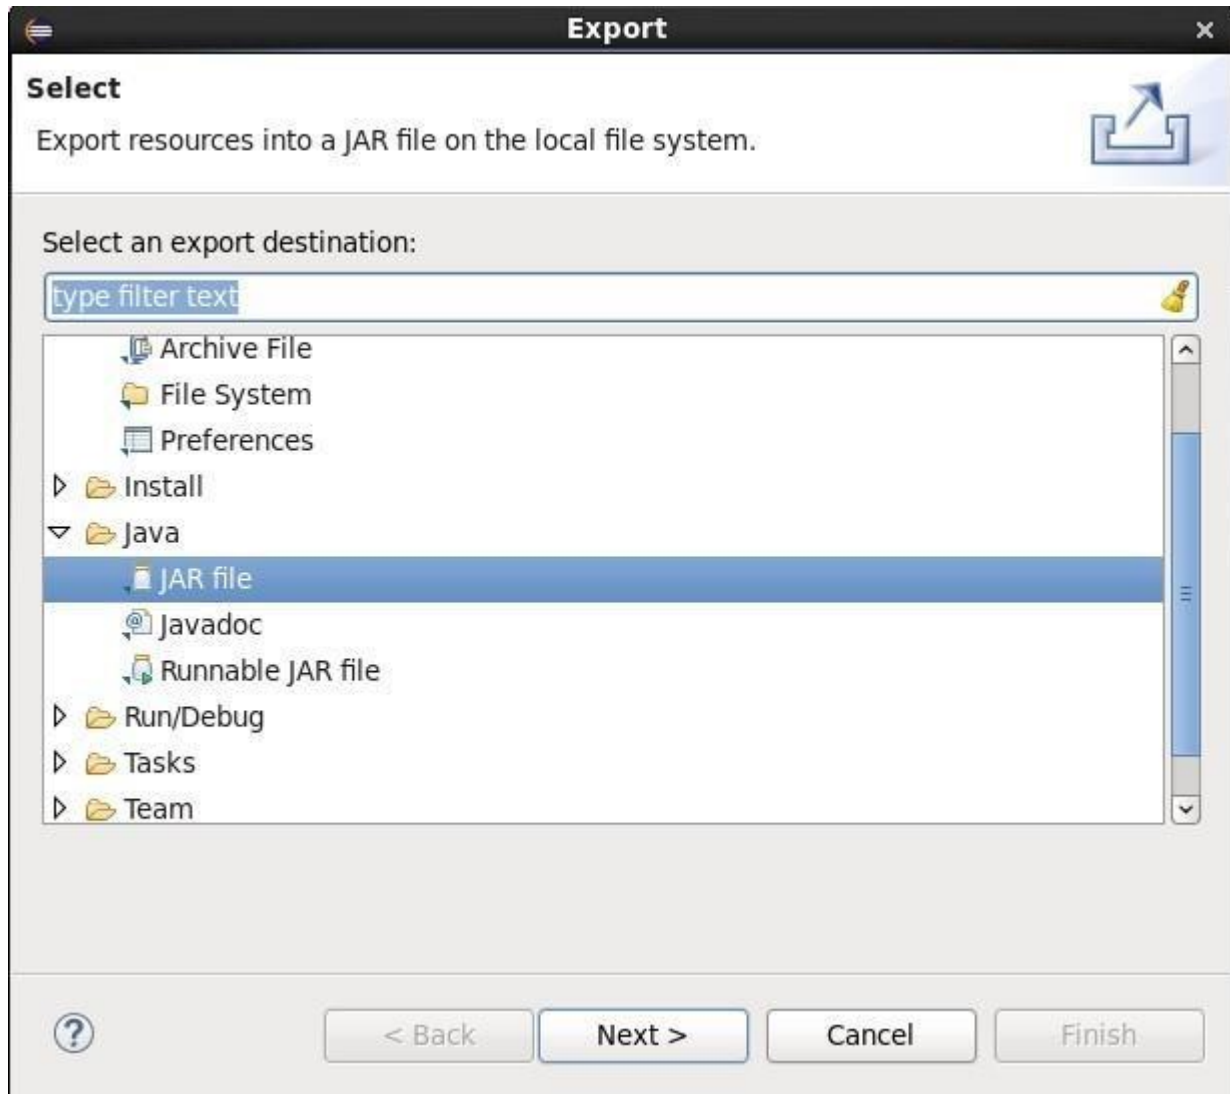 Export
Select
Export resources into a JAR file on the local file system.
Select an export destination:
type filter text
Archive File
File System
Preferences
Install
Java
JAR file
Javadoc
Runnable JAR file
Run/Debug
Tasks
Team
< Back Next > Cancel Finish